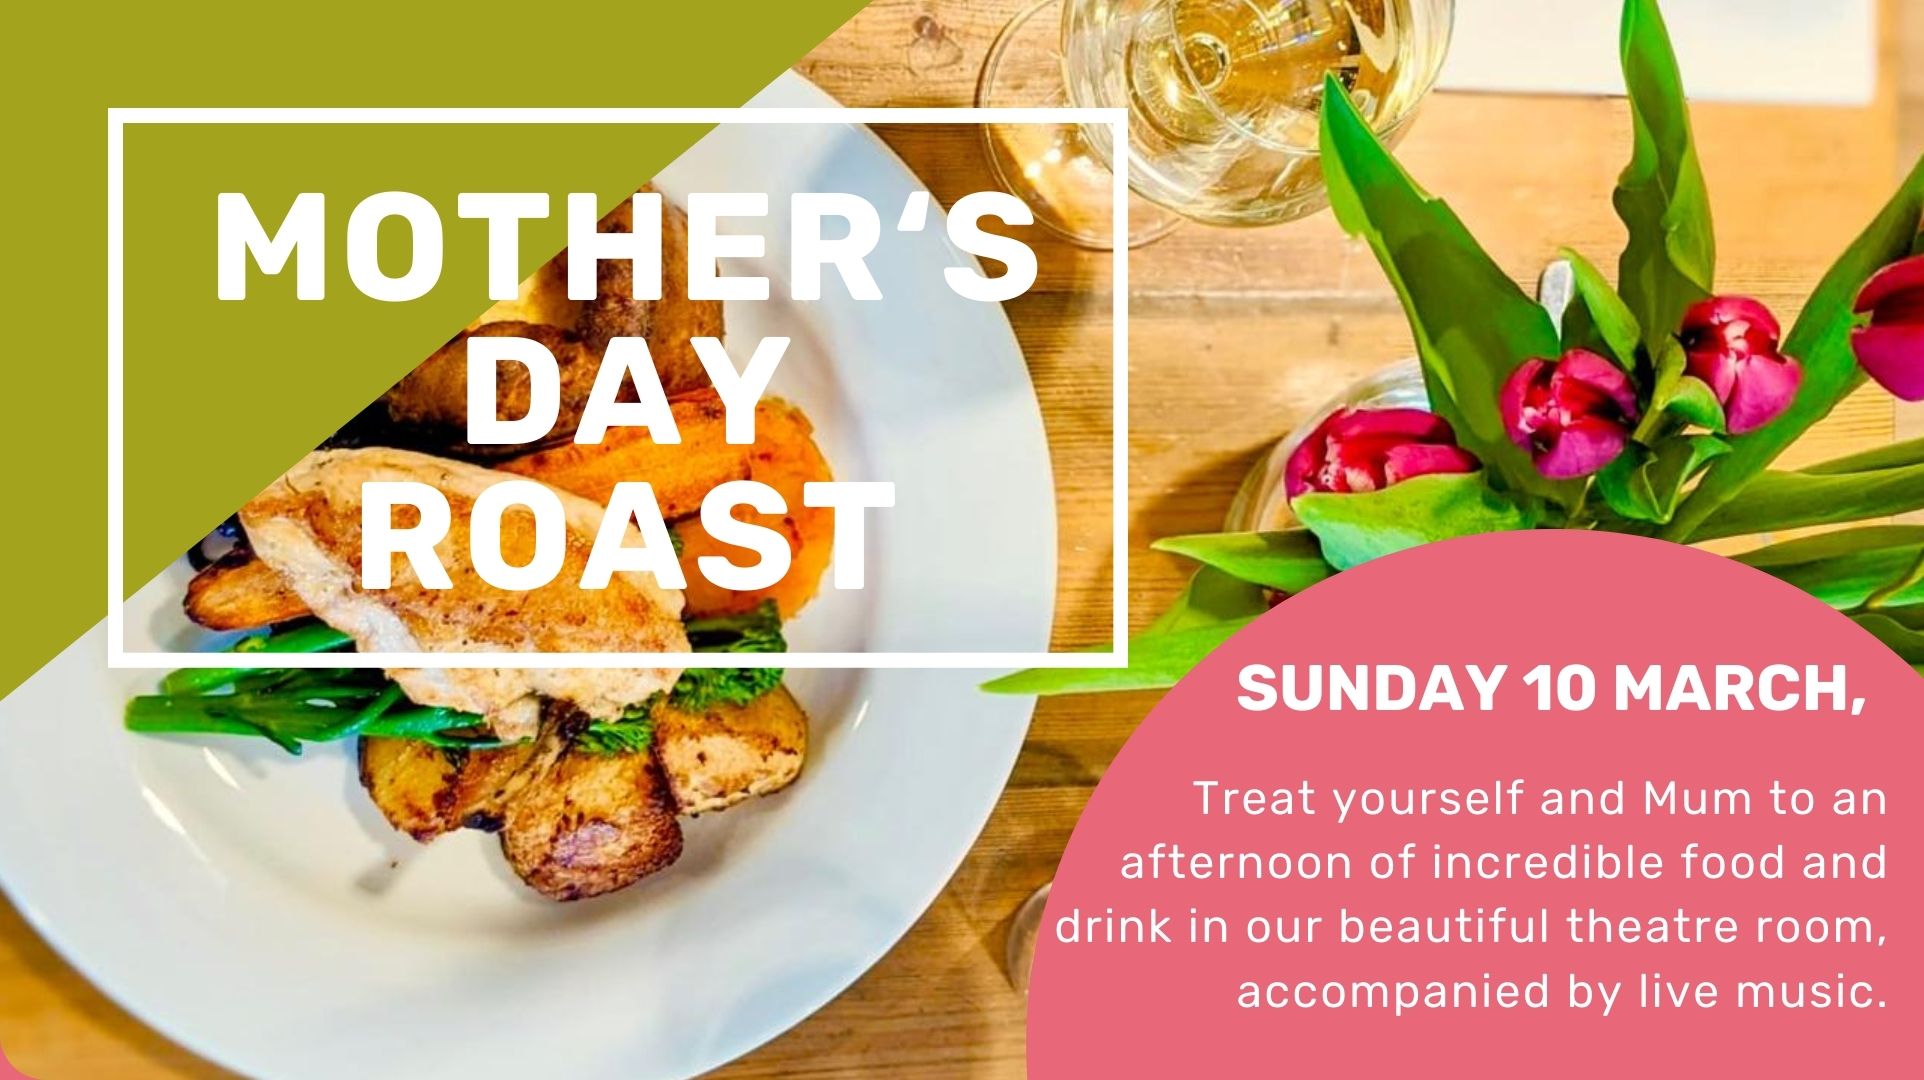 MOTHER‘S
DAY
ROAST
SUNDAY 10 MARCH,
Treat yourself and Mum to an
afternoon of incredible food and
drink in our beautiful theatre room,
accompanied by live music.